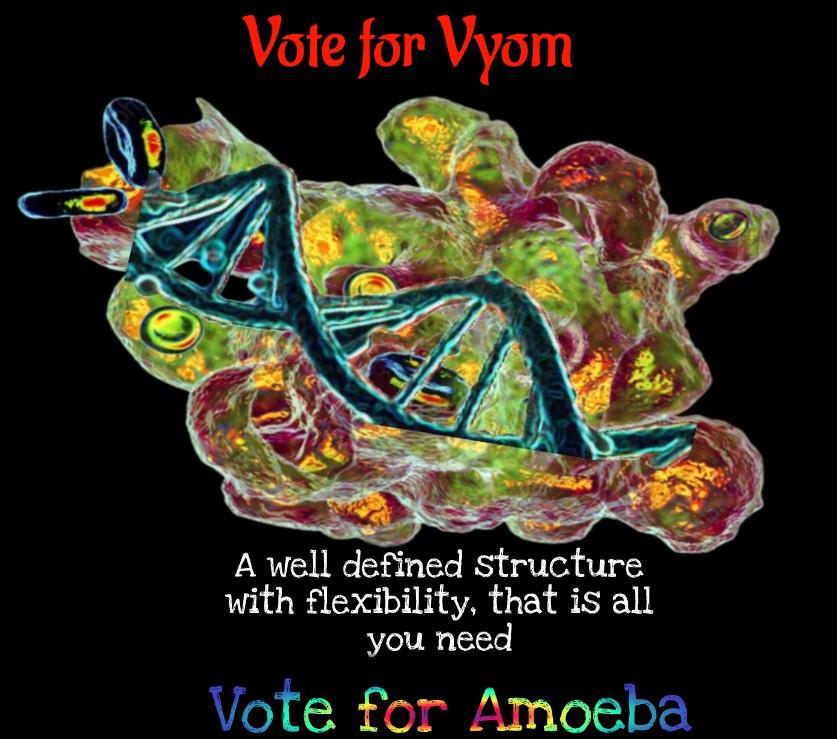 Vote for Vyom
A well defined structure
with flexibility, that is all
you need
Vote for Amoeba